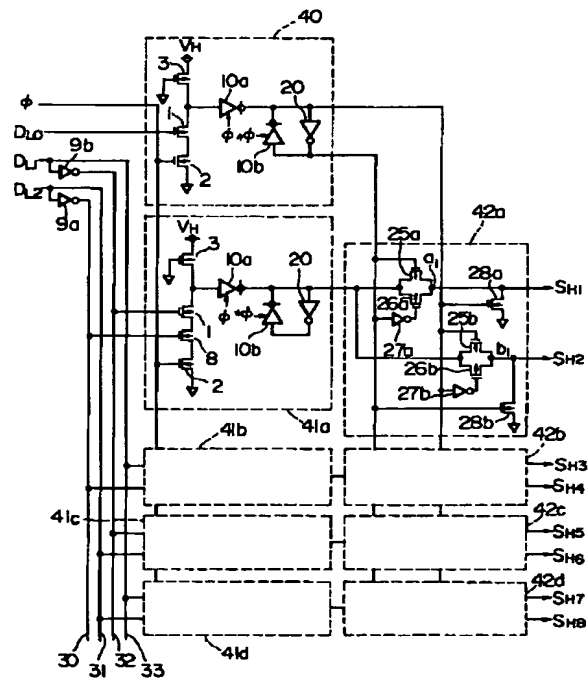 40
VH
3
10a
20
φ
1
φ *φ
DL0
9b
10b
DL1
2
DL2
9a
VH
42a
3
10a
20
25a
a1
28a
φ *φ
26a
SH1
1
27a
25b
8
10b
b1
SH2
2
26b
27b
28b
41a
41b
42b
SH3
SH4
41c
42c
SH5
SH6
42d
SH7
SH8
30 31 32 33
41d